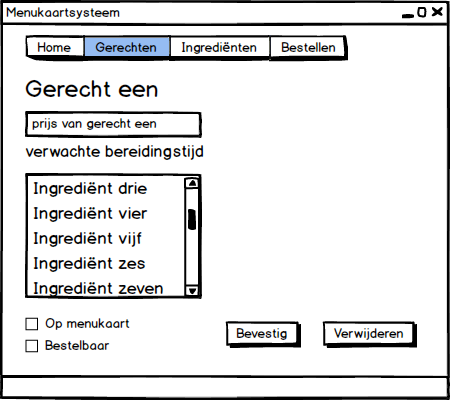 Menukaartsysteem
Home Gerechten Ingrediënten Bestellen
Gerecht een
prijs van gerecht een
verwachte bereidingstijd
Ingrediënt drie
Ingrediënt vier
Ingrediënt vijf
Ingrediënt zes
Ingrediënt zeven
Op menukaart
Bestelbaar
Bevestig Verwijderen